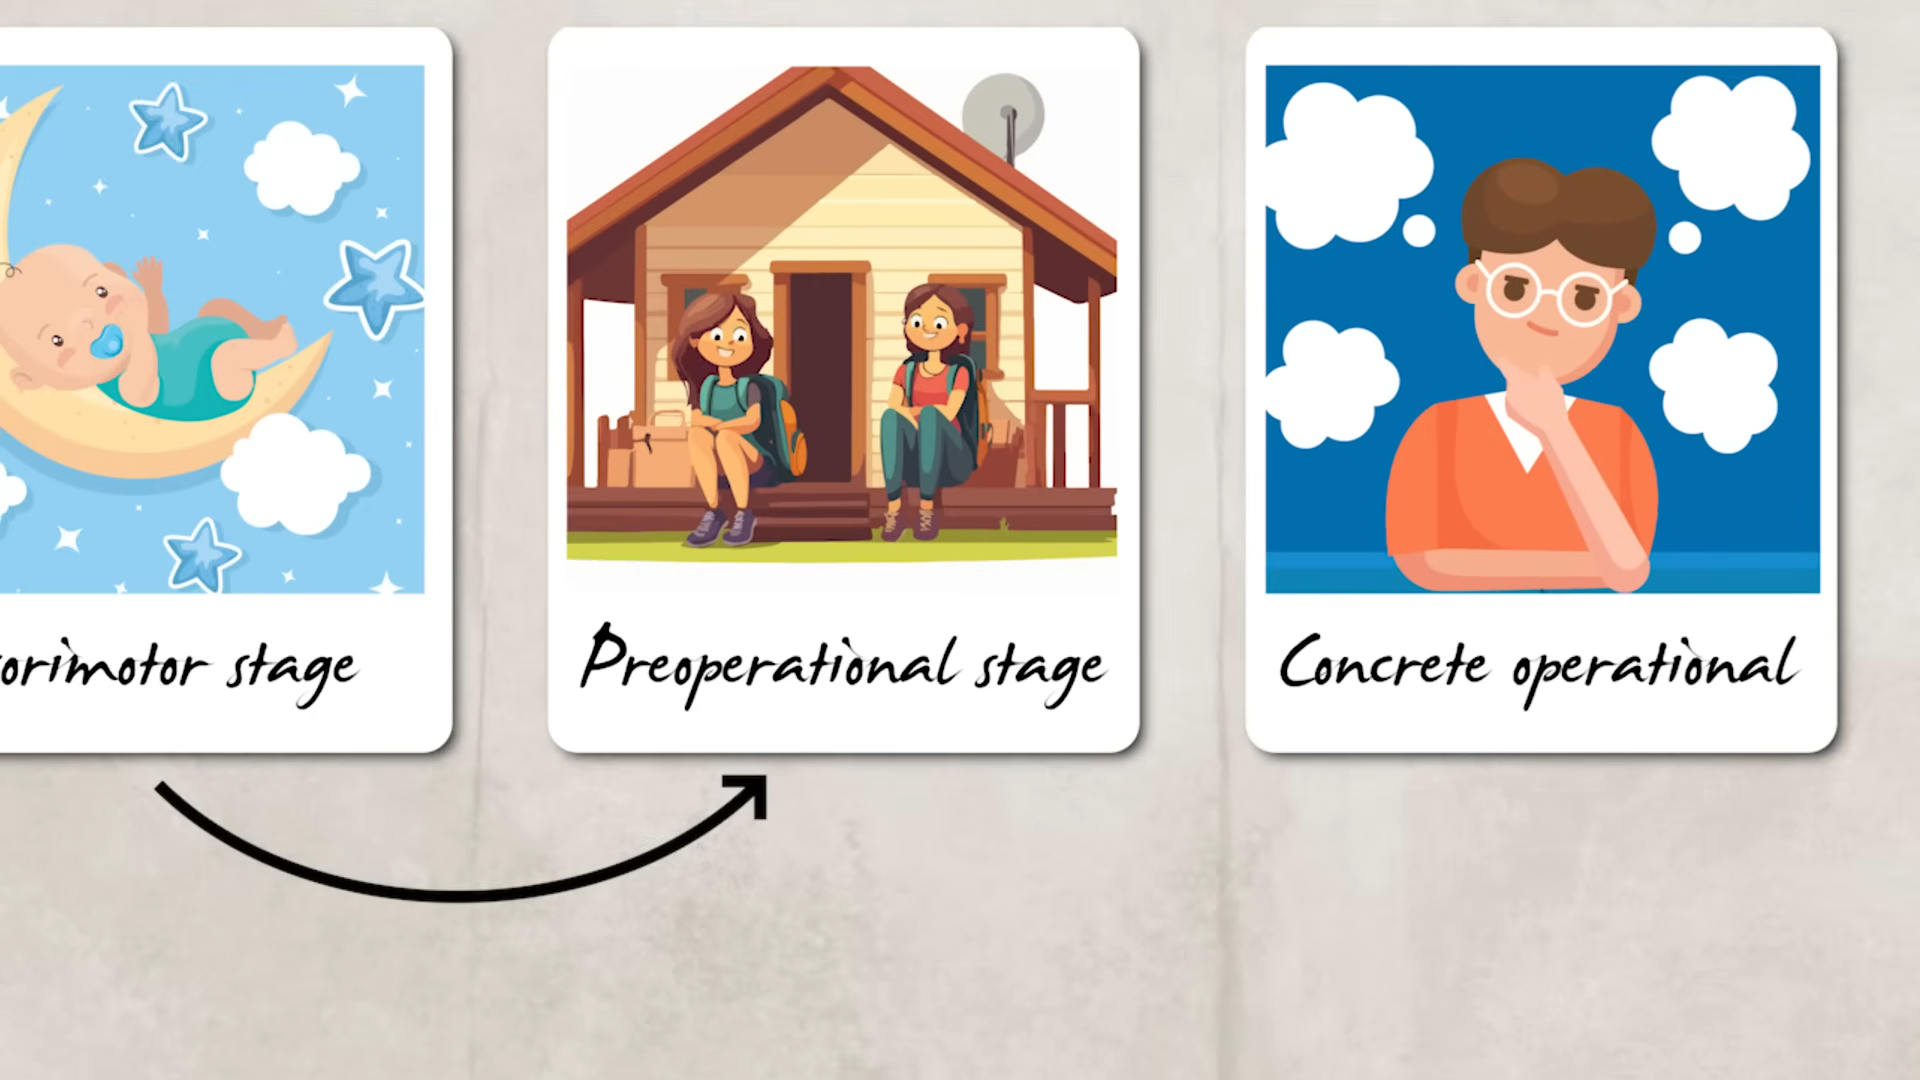 orimotor stage
Preoperational stage
Concrete operational